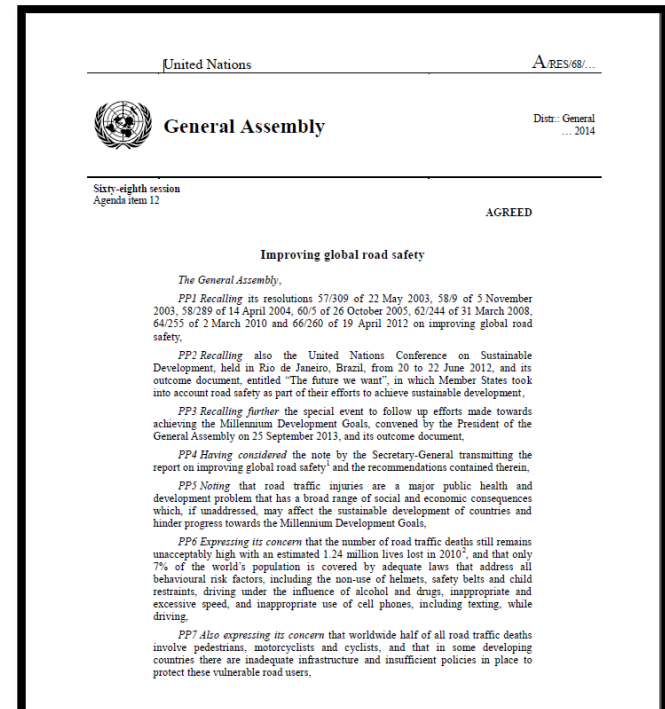 United Nations A/RES/68/…
General Assembly
Distr.: General
… 2014
Sixty-eighth session
Agenda item 12
AGREED
Improving global road safety
The General Assembly,
PP1 Recalling its resolutions 57/309 of 22 May 2003, 58/9 of 5 November
2003, 58/289 of 14 April 2004, 60/5 of 26 October 2005, 62/244 of 31 March 2008,
64/255 of 2 March 2010 and 66/260 of 19 April 2012 on improving global road
safety,
PP2 Recalling also the United Nations Conference on Sustainable
Development, held in Rio de Janeiro, Brazil, from 20 to 22 June 2012, and its
outcome document, entitled “The future we want”, in which Member States took
into account road safety as part of their efforts to achieve sustainable development,
PP3 Recalling further the special event to follow up efforts made towards
achieving the Millennium Development Goals, convened by the President of the
General Assembly on 25 September 2013, and its outcome document,
PP4 Having considered the note by the Secretary-General transmitting the
report on improving global road safety¹ and the recommendations contained therein,
PP5 Noting that road traffic injuries are a major public health and
development problem that has a broad range of social and economic consequences
which, if unaddressed, may affect the sustainable development of countries and
hinder progress towards the Millennium Development Goals,
PP6 Expressing its concern that the number of road traffic deaths still remains
unacceptably high with an estimated 1.24 million lives lost in 2010², and that only
7% of the world’s population is covered by adequate laws that address all
behavioural risk factors, including the non-use of helmets, safety belts and child
restraints, driving under the influence of alcohol and drugs, inappropriate and
excessive speed, and inappropriate use of cell phones, including texting, while
driving,
PP7 Also expressing its concern that worldwide half of all road traffic deaths
involve pedestrians, motorcyclists and cyclists, and that in some developing
countries there are inadequate infrastructure and insufficient policies in place to
protect these vulnerable road users,